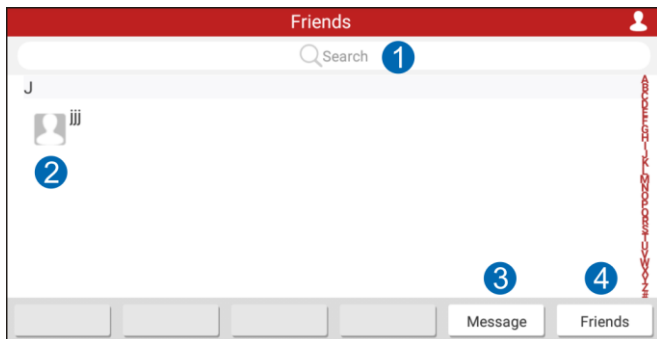 Friends
Search 1
J
jjj
2
A
B
C
D
E
F
G
H
I
J
K
L
M
N
O
P
Q
R
S
T
U
V
W
X
Y
Z
#
3 4
Message Friends